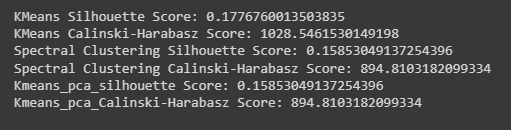 KMeans Silhouette Score: 0.1776760013503835
KMeans Calinski-Harabasz Score: 1028.5461530149198
Spectral Clustering Silhouette Score: 0.15853049137254396
Spectral Clustering Calinski-Harabasz Score: 894.8103182099334
Kmeans_pca_silhouette Score: 0.15853049137254396
Kmeans_pca_Calinski-Harabasz Score: 894.8103182099334